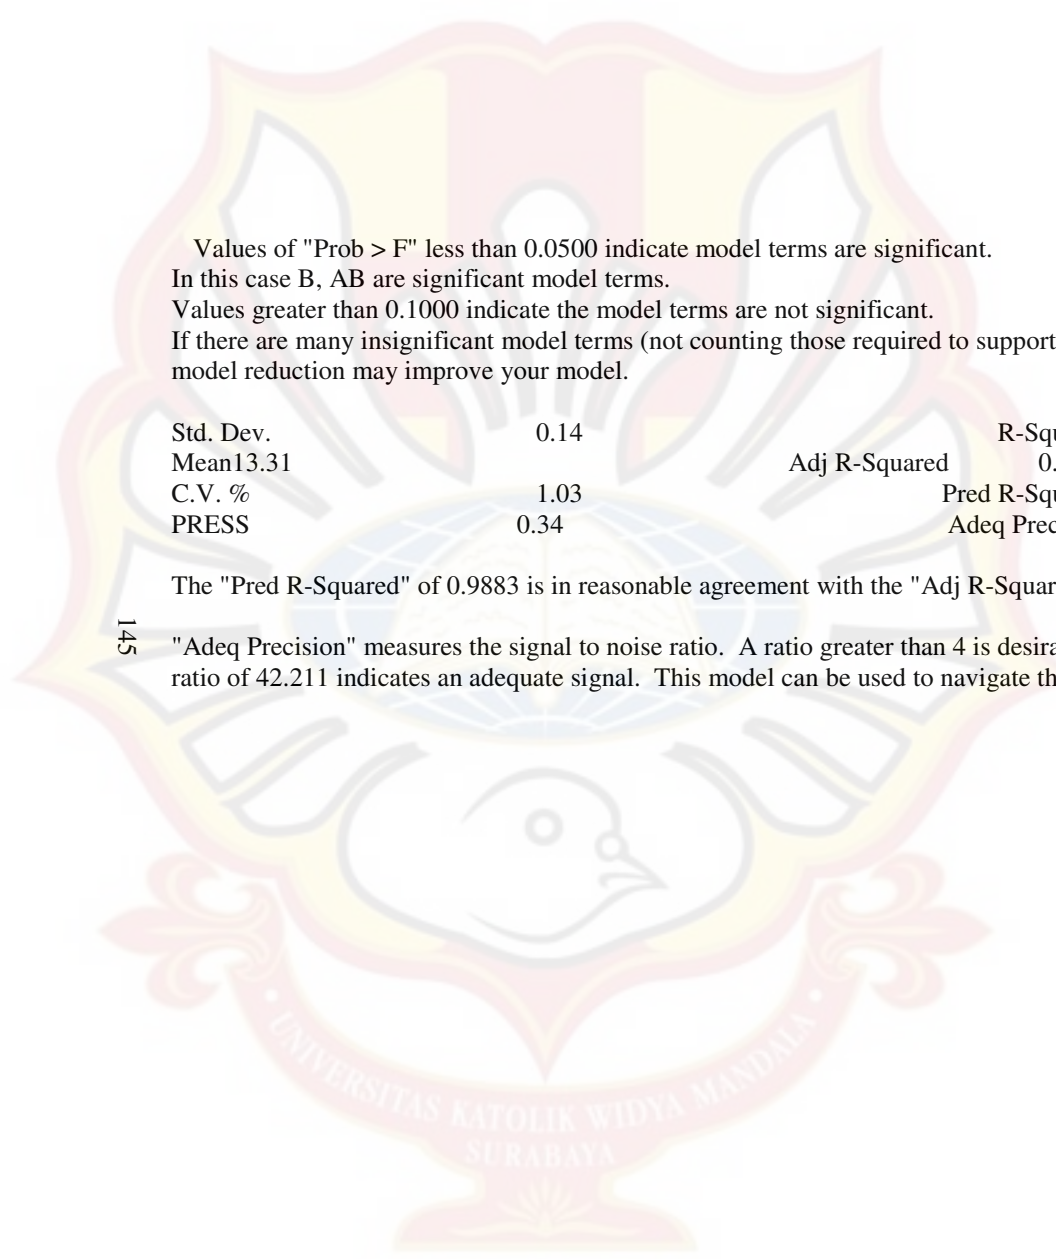 Values of "Prob > F" less than 0.0500 indicate model terms are significant.
In this case B, AB are significant model terms.
Values greater than 0.1000 indicate the model terms are not significant.
If there are many insignificant model terms (not counting those required to support
model reduction may improve your model.
Std. Dev. 0.14 R-Squ
Mean13.31 Adj R-Squared 0.
C.V. % 1.03 Pred R-Squ
PRESS 0.34 Adeq Prec
The "Pred R-Squared" of 0.9883 is in reasonable agreement with the "Adj R-Squar
145
"Adeq Precision" measures the signal to noise ratio. A ratio greater than 4 is desira
ratio of 42.211 indicates an adequate signal. This model can be used to navigate th
UNIVERSITAS KATOLIK WIDYA MANDALA
SURABAYA